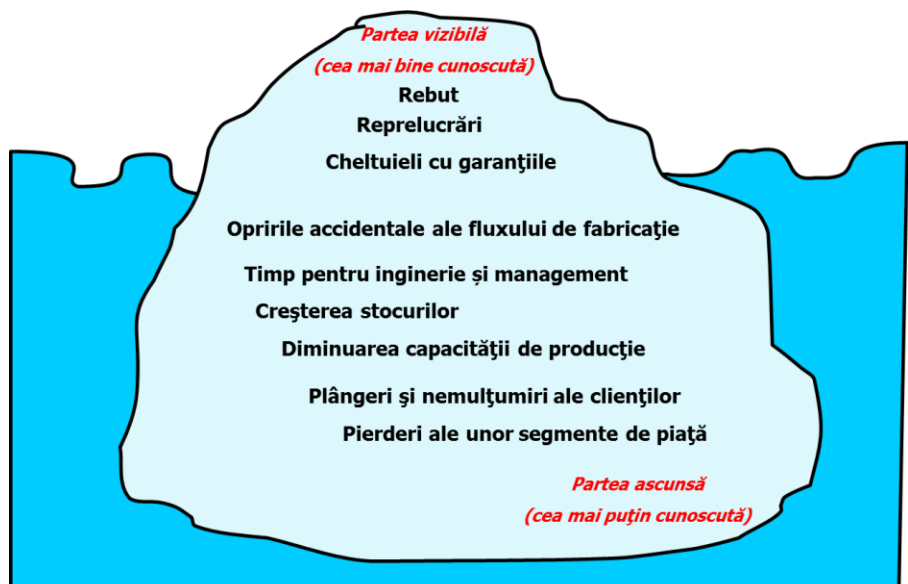 Partea vizibilă
(cea mai bine cunoscută)
Rebut
Reprelucrări
Cheltuieli cu garanţiile
Opririle accidentale ale fluxului de fabricaţie
Timp pentru inginerie și management
Creşterea stocurilor
Diminuarea capacităţii de producţie
Plângeri şi nemulţumiri ale clienţilor
Pierderi ale unor segmente de piaţă
Partea ascunsă
(cea mai puţin cunoscută)